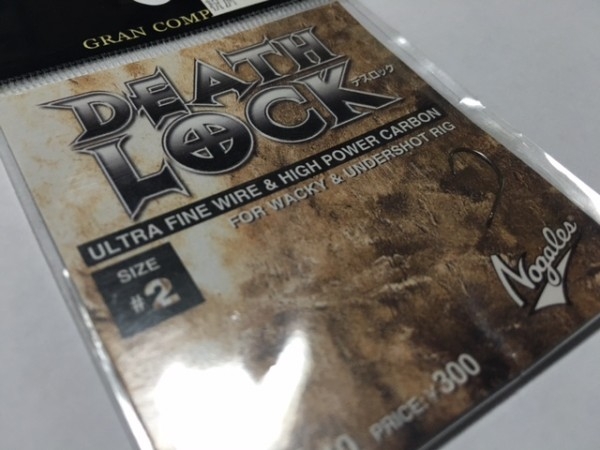 GRAN COMP
DEATH
LOCK
デスロック
ULTRA FINE WIRE & HIGH POWER CARBON
FOR WACKY & UNDERSHOT RIG
SIZE
#2
Nogales
PRICE: ¥300